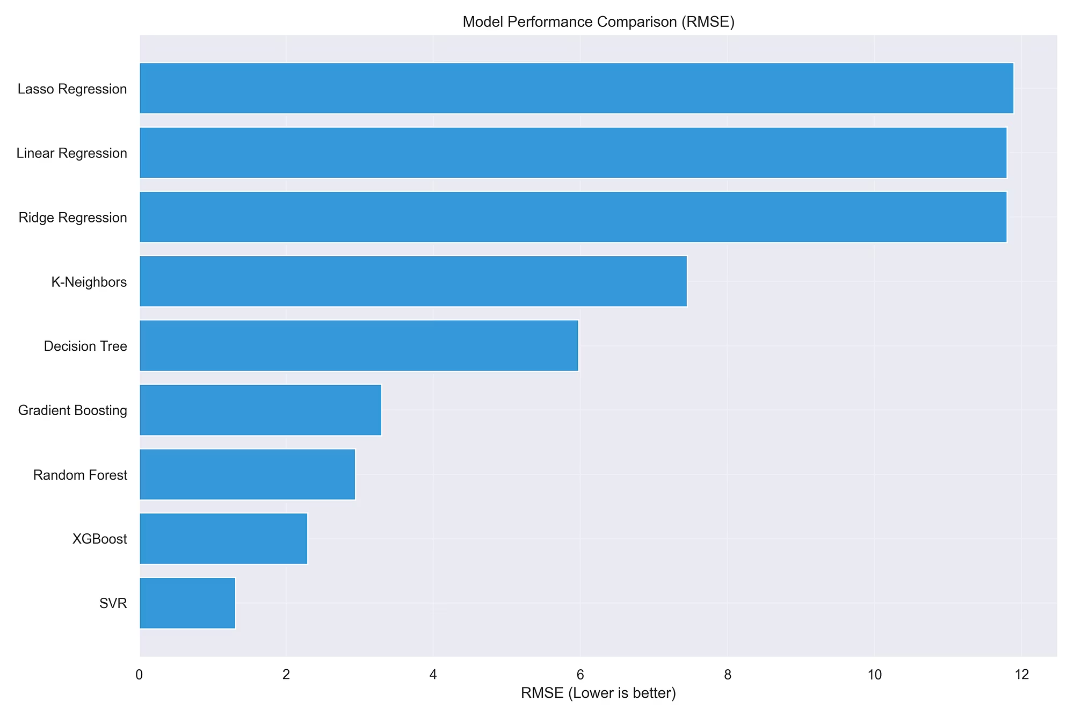 Model Performance Comparison (RMSE)
Lasso Regression
Linear Regression
Ridge Regression
K-Neighbors
Decision Tree
Gradient Boosting
Random Forest
XGBoost
SVR
0 2 4 6 8 10 12
RMSE (Lower is better)